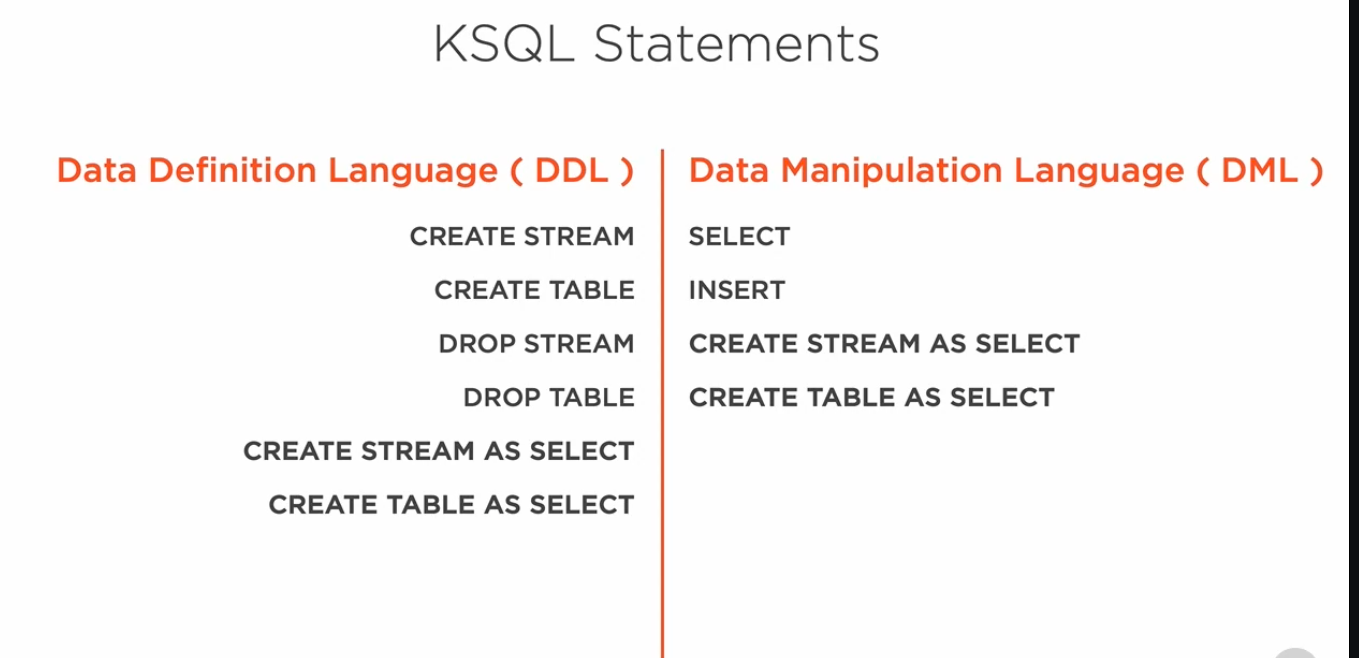 KSQL Statements
Data Definition Language ( DDL )
CREATE STREAM
CREATE TABLE
DROP STREAM
DROP TABLE
CREATE STREAM AS SELECT
CREATE TABLE AS SELECT
Data Manipulation Language ( DML )
SELECT
INSERT
CREATE STREAM AS SELECT
CREATE TABLE AS SELECT